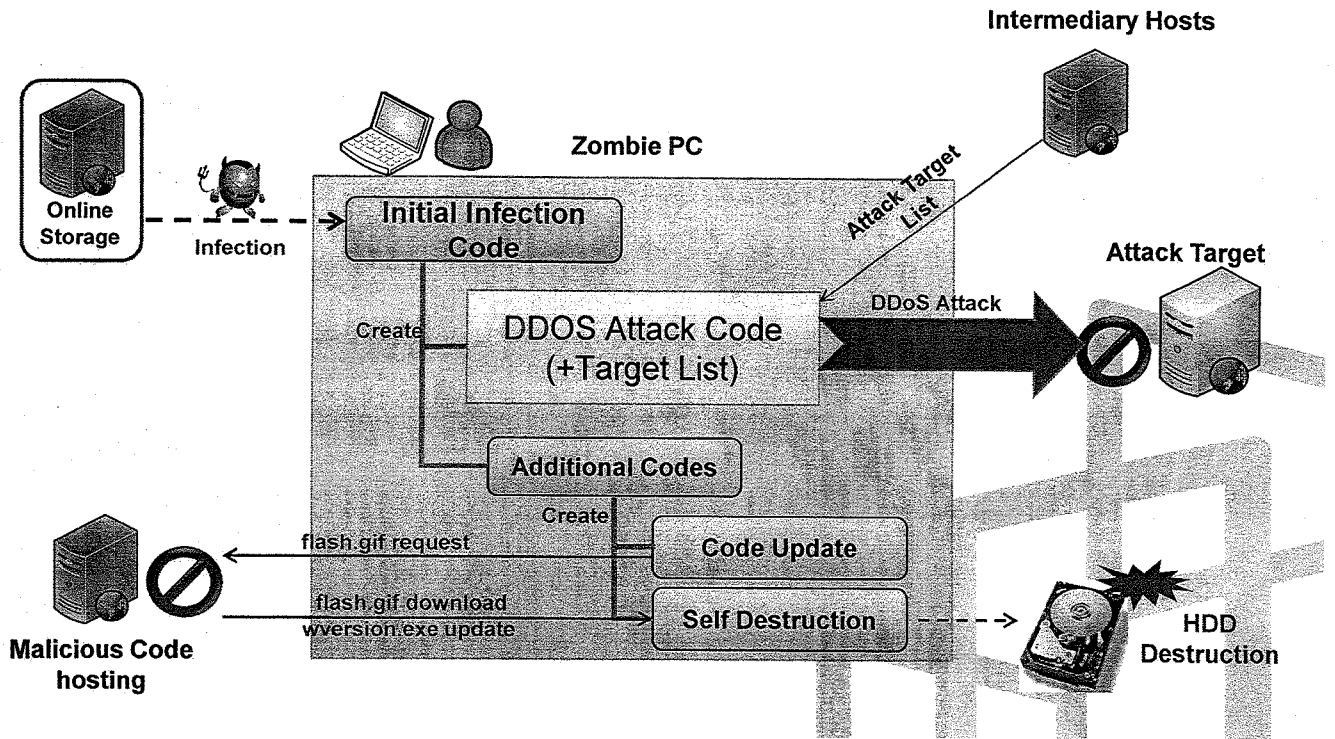 Intermediary Hosts
Online
Storage
Infection
Zombie PC
Attack Target
List
Initial Infection
Code
Attack Target
Create
DDOS Attack Code
(+Target List)
DDoS Attack
Additional Codes
Create
flash.gif request
Code Update
flash.gif download
wversion.exe update
Self Destruction
Malicious Code
hosting
HDD
Destruction